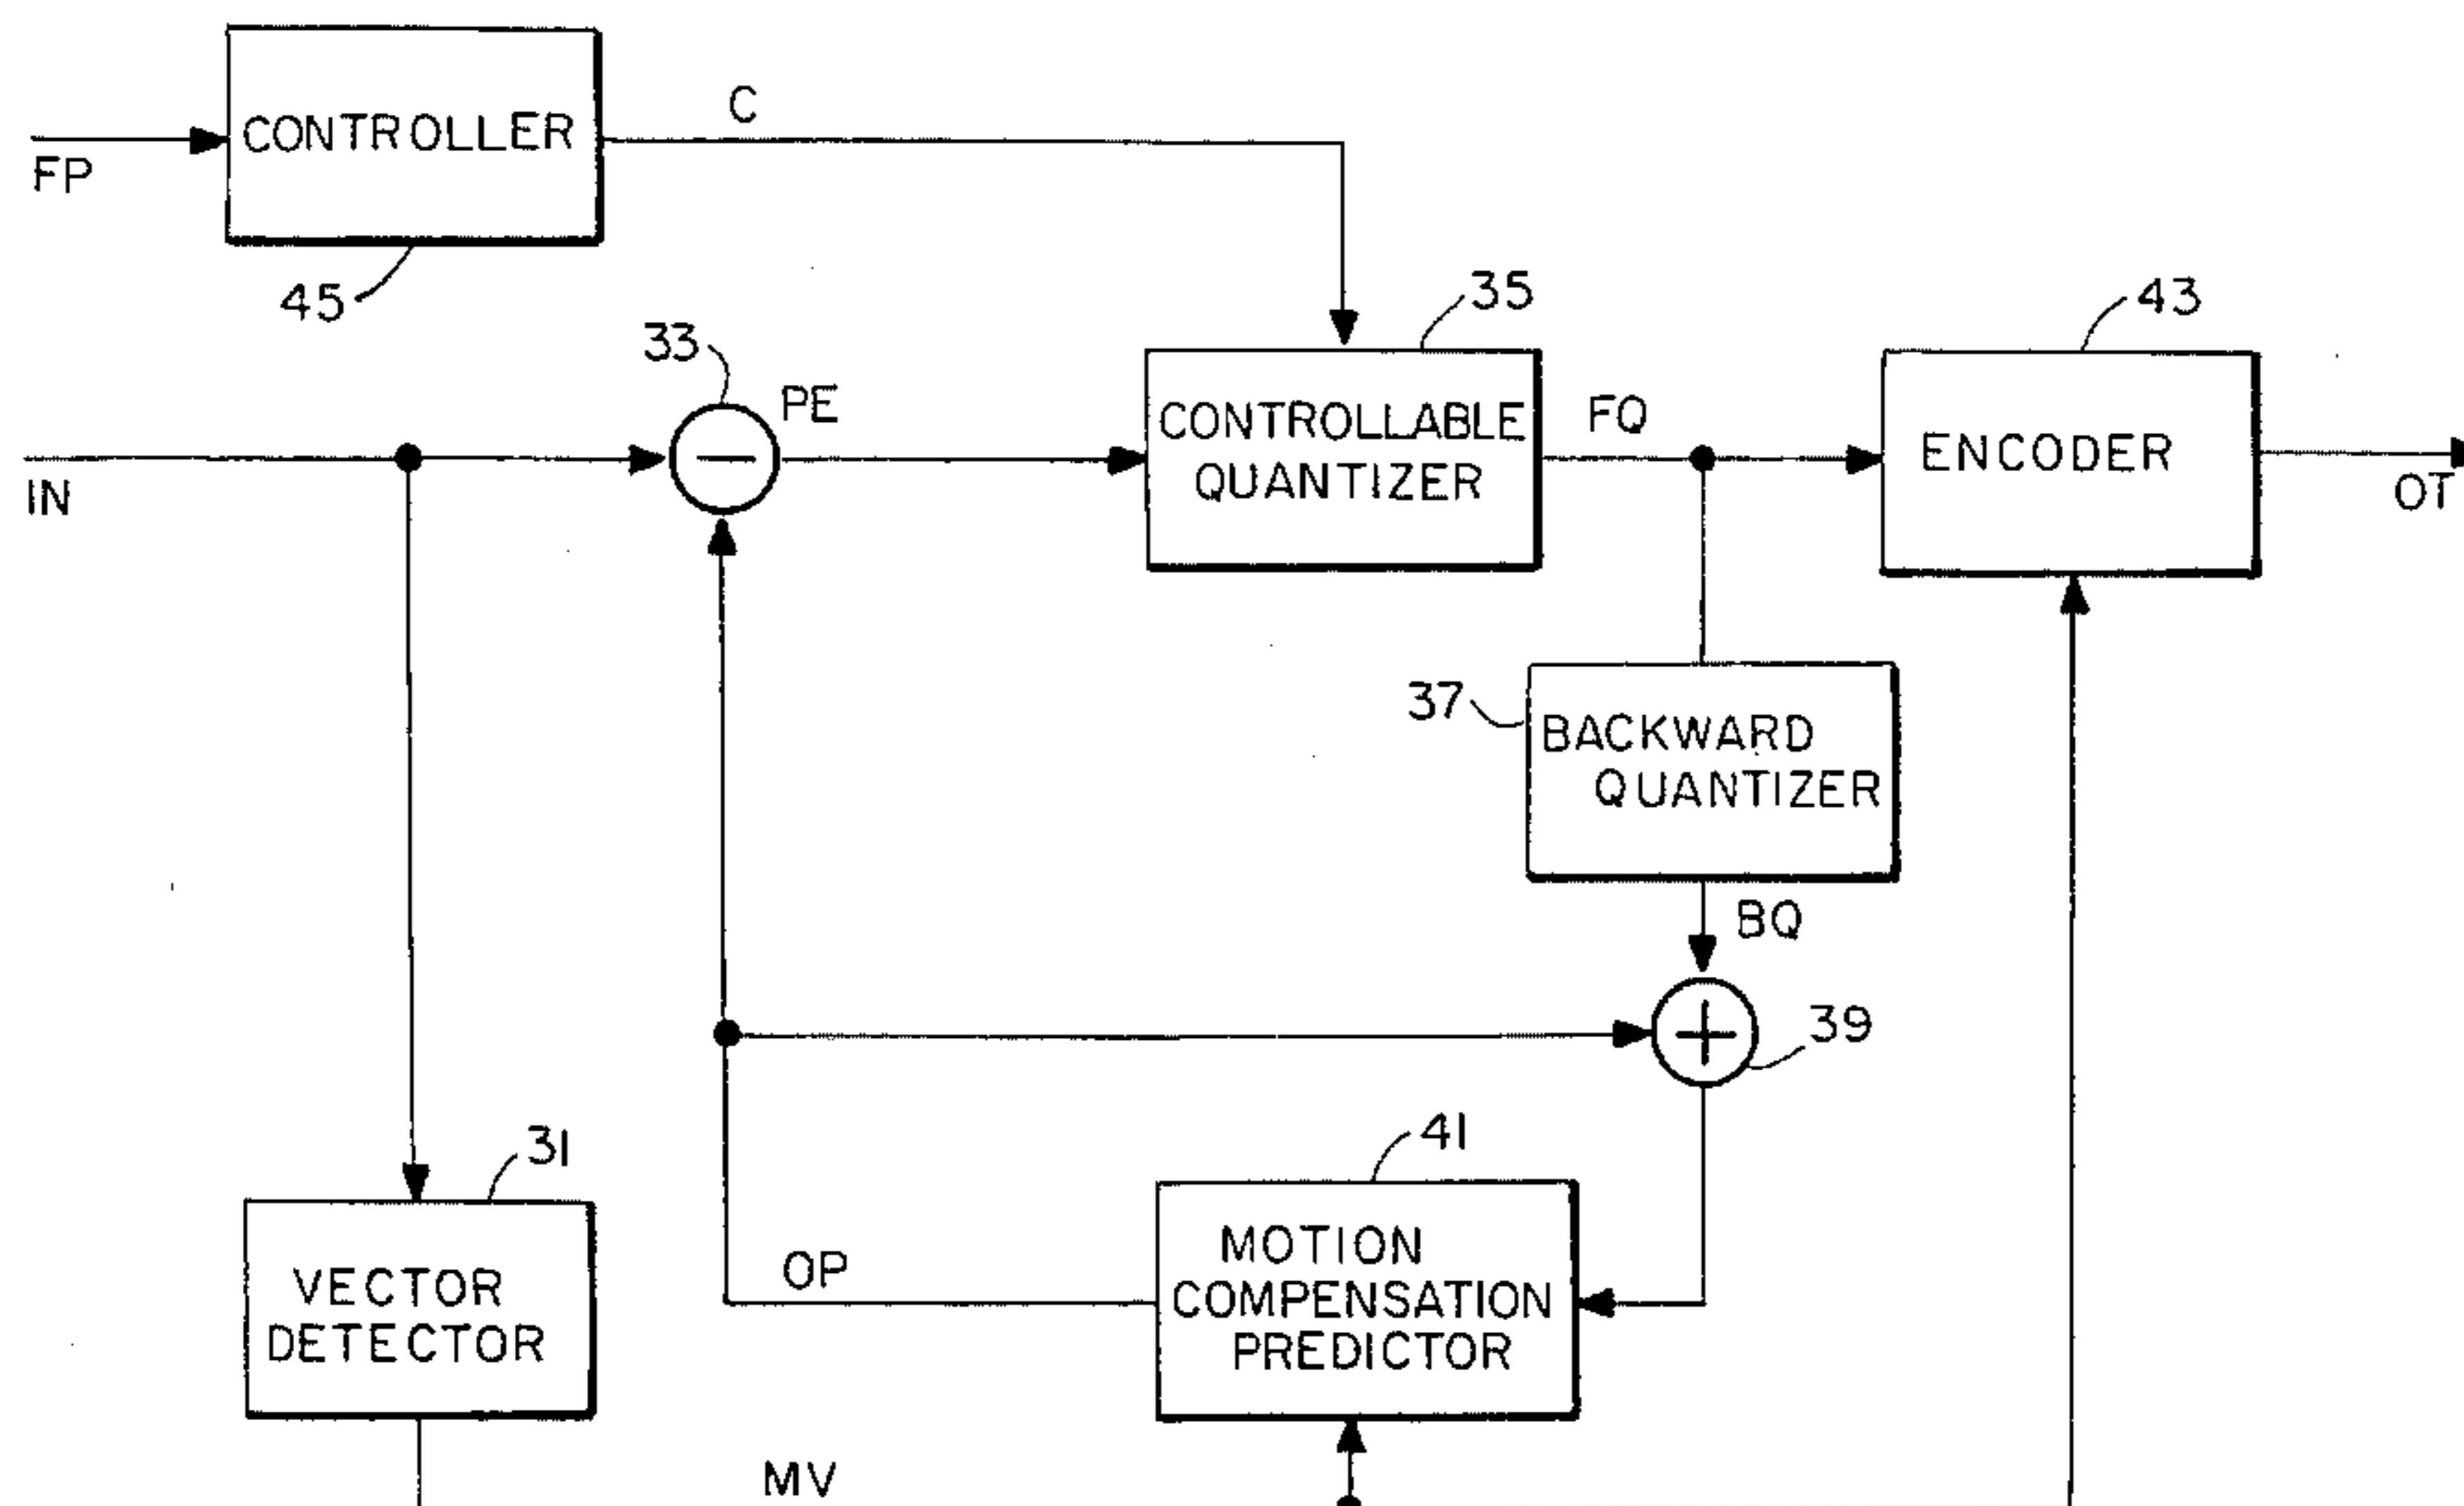 C
CONTROLLER
FP
45
35
43
33
PE
CONTROLLABLE
QUANTIZER
FQ
ENCODER
IN
OT
37
BACKWARD
QUANTIZER
BQ
39
31
41
VECTOR
DETECTOR
OP
MOTION
COMPENSATION
PREDICTOR
MV